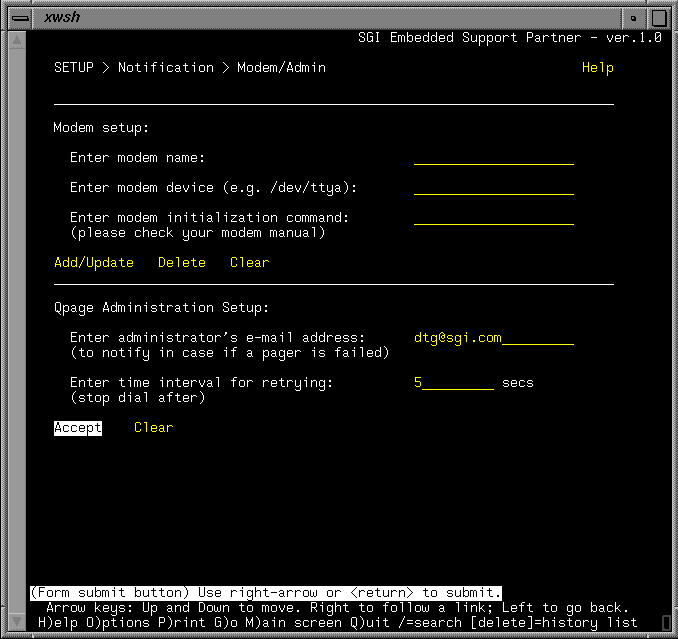 xwsh
SGI Embedded Support Partner - ver.1.0
SETUP > Notification > Modem/Admin Help
Modem setup:
Enter modem name: ____________________
Enter modem device (e.g. /dev/ttya): ____________________
Enter modem initialization command: ____________________
(please check your modem manual)
Add/Update Delete Clear
Qpage Administration Setup:
Enter administrator's e-mail address: dtg@sgi.com_________
(to notify in case if a pager is failed)
Enter time interval for retrying: 5_________ secs
(stop dial after)
Accept Clear
(Form submit button) Use right-arrow or <return> to submit.
Arrow keys: Up and Down to move. Right to follow a link; Left to go back.
H)elp O)ptions P)rint G)o M)ain screen Q)uit /=search [delete]=history list